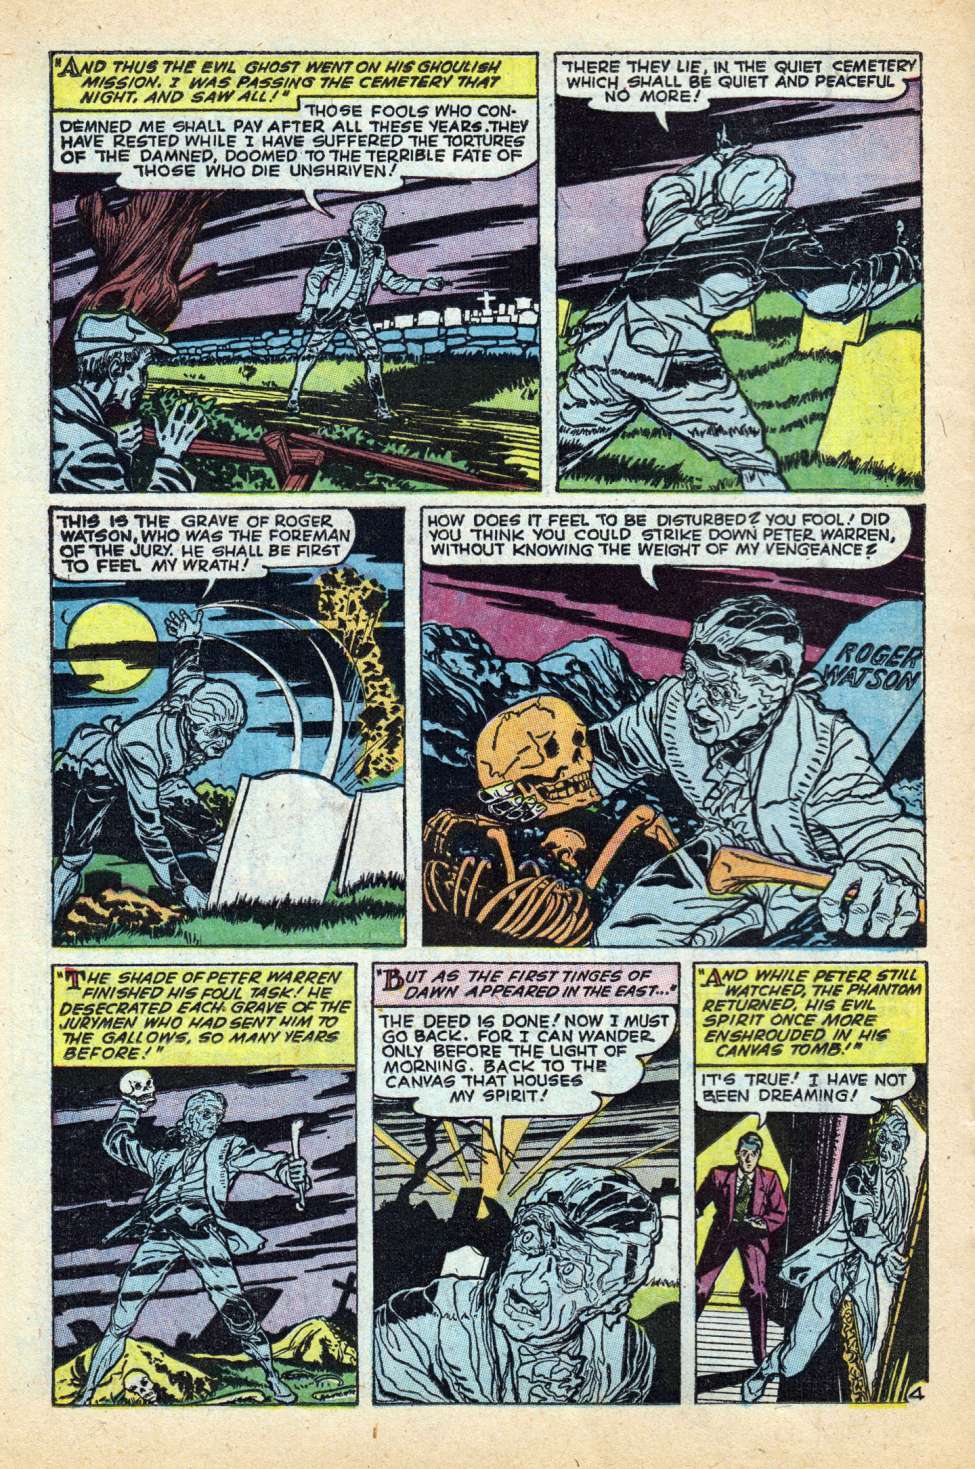 "AND THUS THE EVIL GHOST WENT ON HIS GHOULISH
MISSION. I WAS PASSING THE CEMETERY THAT
NIGHT, AND SAW ALL!"
THOSE FOOLS WHO CON-
DEMNED ME SHALL PAY AFTER ALL THESE YEARS. THEY
HAVE RESTED WHILE I HAVE SUFFERED THE TORTURES
OF THE DAMNED, DOOMED TO THE TERRIBLE FATE OF
THOSE WHO DIE UNSHRIVEN!
THERE THEY LIE, IN THE QUIET CEMETERY
WHICH SHALL BE QUIET AND PEACEFUL
NO MORE!
THIS IS THE GRAVE OF ROGER
WATSON, WHO WAS THE FOREMAN
OF THE JURY. HE SHALL BE FIRST
TO FEEL MY WRATH!
HOW DOES IT FEEL TO BE DISTURBED? YOU FOOL! DID
YOU THINK YOU COULD STRIKE DOWN PETER WARREN,
WITHOUT KNOWING THE WEIGHT OF MY VENGEANCE?
ROGER
WATSON
"THE SHADE OF PETER WARREN
FINISHED HIS FOUL TASK! HE
DESECRATED EACH GRAVE OF THE
JURYMEN WHO HAD SENT HIM TO
THE GALLOWS, SO MANY YEARS
BEFORE!"
"BUT AS THE FIRST TINGES OF
DAWN APPEARED IN THE EAST..."
THE DEED IS DONE! NOW I MUST
GO BACK. FOR I CAN WANDER
ONLY BEFORE THE LIGHT OF
MORNING. BACK TO THE
CANVAS THAT HOUSES
MY SPIRIT!
"AND WHILE PETER STILL
WATCHED, THE PHANTOM
RETURNED, HIS EVIL
SPIRIT ONCE MORE
ENSHROUDED IN HIS
CANVAS TOMB!"
IT'S TRUE! I HAVE NOT
BEEN DREAMING!
4